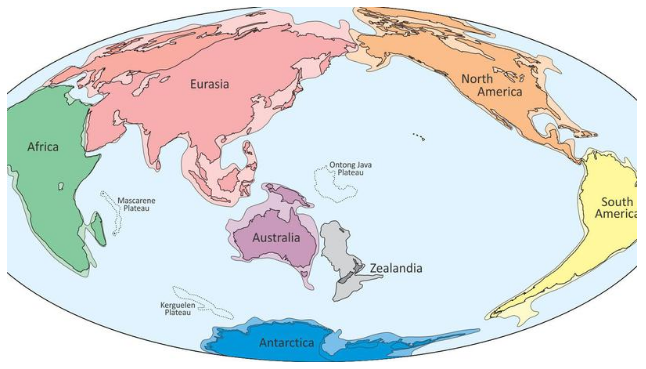 Eurasia
North
America
Africa
Ontong Java
Plateau
Mascarene
Plateau
South
America
Australia
Zealandia
Kerguelen
Plateau
Antarctica